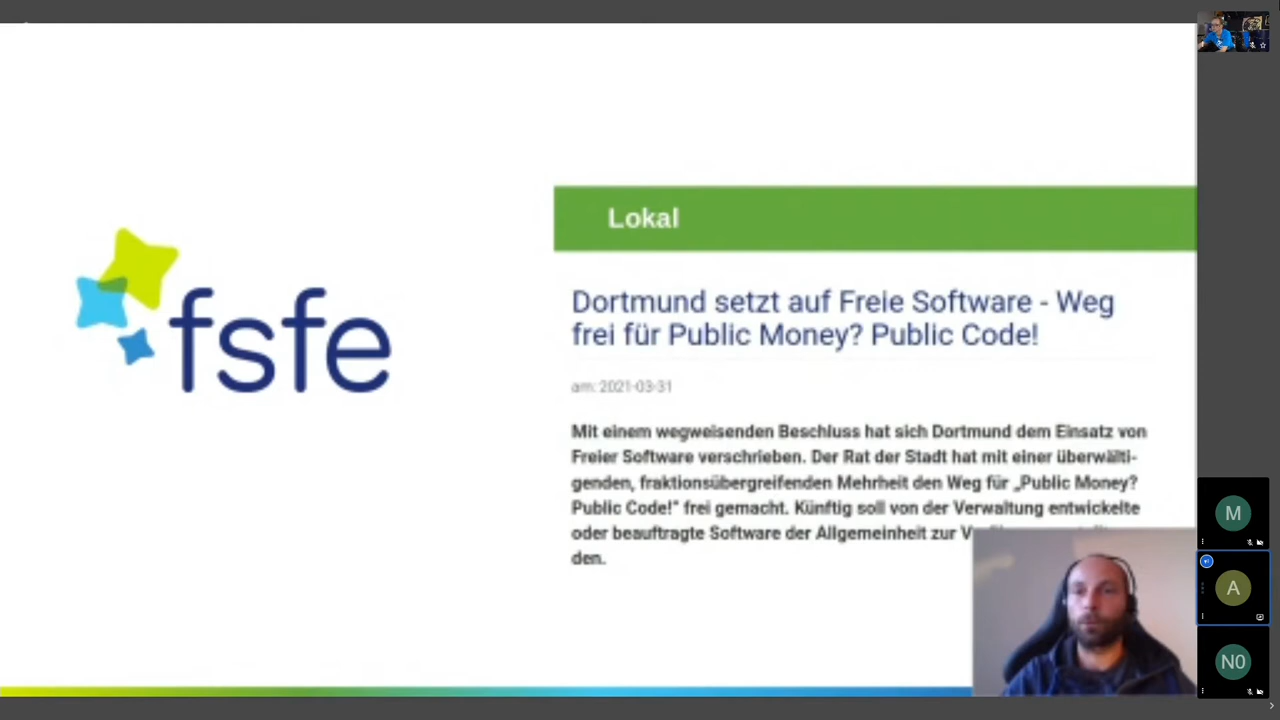 fsfe
Lokal
Dortmund setzt auf Freie Software - Weg
frei für Public Money? Public Code!
am: 2021-03-31
Mit einem wegweisenden Beschluss hat sich Dortmund dem Einsatz von
Freier Software verschrieben. Der Rat der Stadt hat mit einer überwälti-
genden, fraktionsübergreifenden Mehrheit den Weg für „Public Money?
Public Code!“ frei gemacht. Künftig soll von der Verwaltung entwickelte
oder beauftragte Software der Allgemeinheit zur
den.
M
A
N0